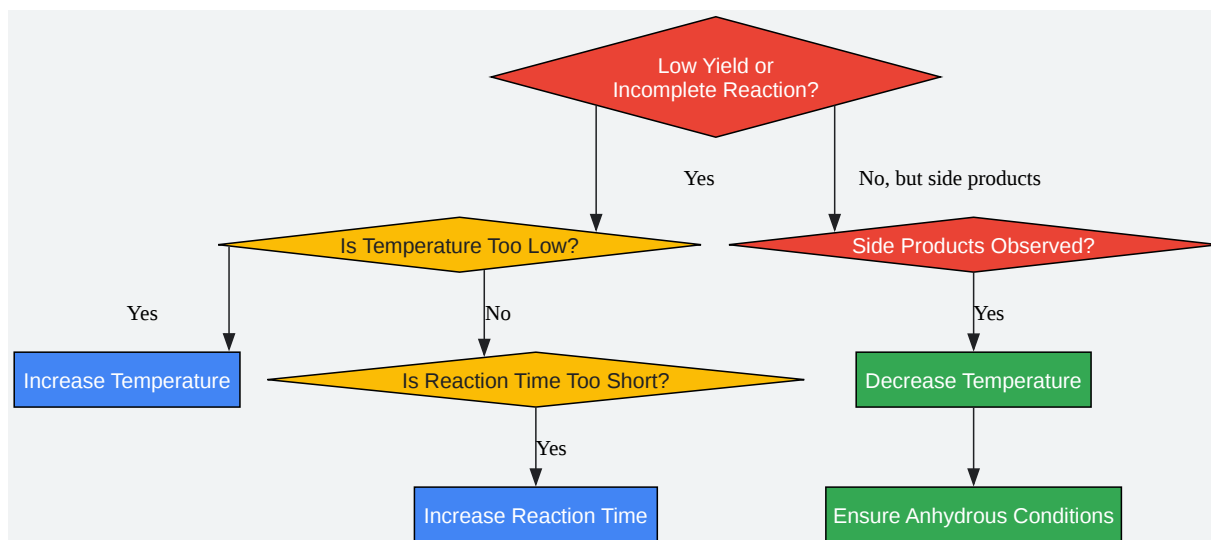 Low Yield or
Incomplete Reaction?
Yes
No, but side products
Is Temperature Too Low?
Side Products Observed?
Yes
No
Yes
Increase Temperature
Is Reaction Time Too Short?
Decrease Temperature
Yes
Increase Reaction Time
Ensure Anhydrous Conditions